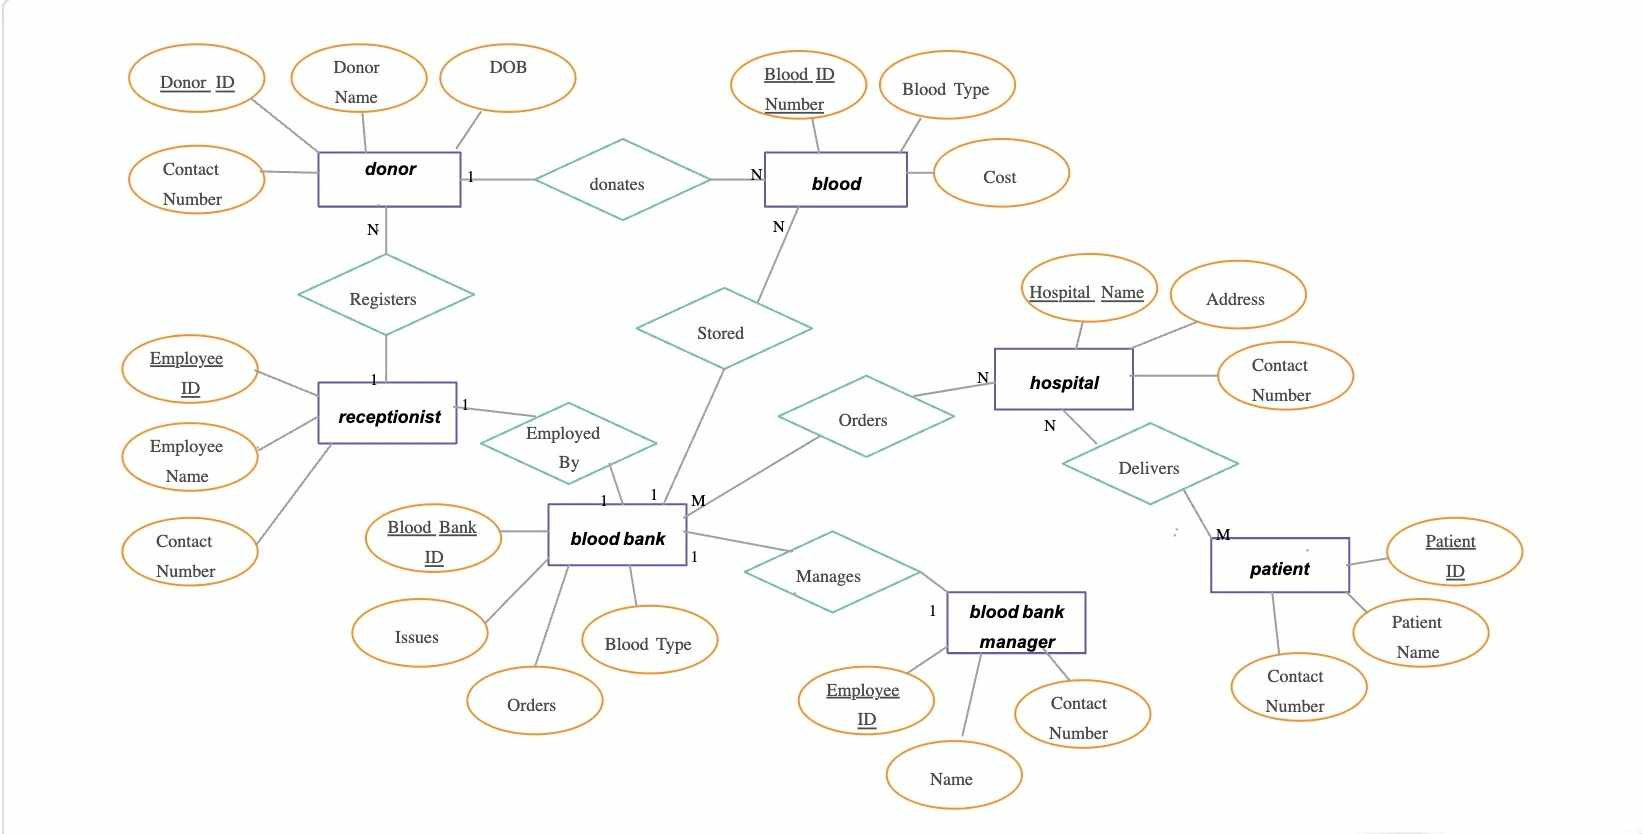 Donor ID
Donor
Name
DOB
Contact
Number
donor
1
donates
N
Blood ID
Number
Blood Type
Cost
blood
N
N
Registers
1
Stored
Employee
ID
Employee
Name
Contact
Number
receptionist
1
Employed
By
1
1
M
Orders
N
Hospital Name
Address
Contact
Number
hospital
N
Delivers
M
Blood Bank
ID
Issues
Orders
Blood Type
blood bank
1
Manages
1
blood bank
manager
Employee
ID
Name
Contact
Number
patient
Patient
ID
Patient
Name
Contact
Number